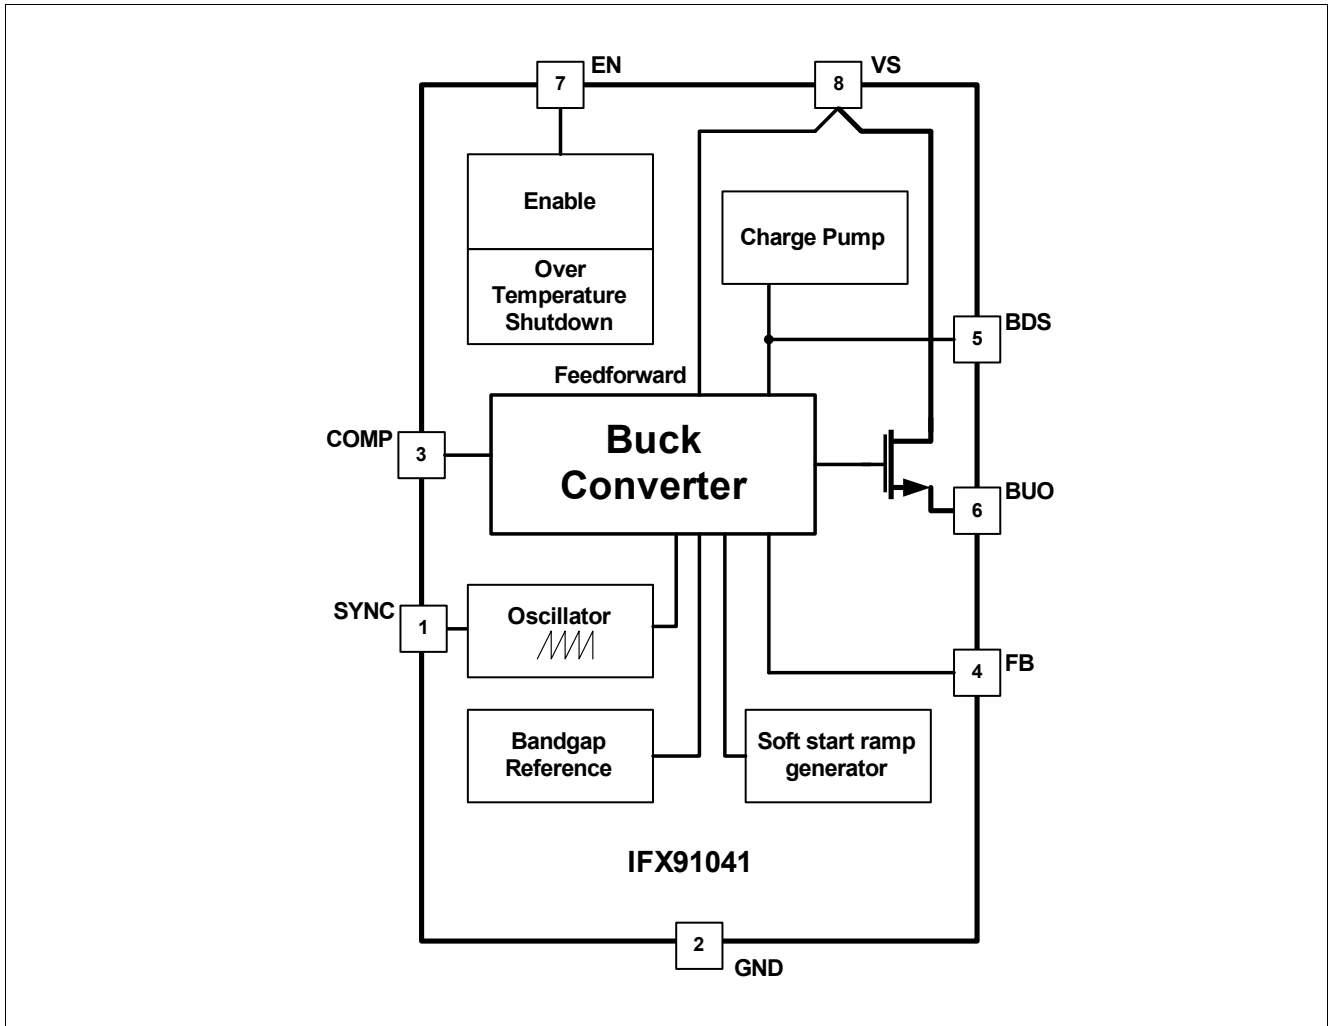 EN
VS
7
8
Enable
Charge Pump
Over
Temperature
Shutdown
BDS
5
Feedforward
COMP
3
Buck
Converter
BUO
6
SYNC
1
Oscillator
FB
4
Bandgap
Reference
Soft start ramp
generator
IFX91041
2
GND